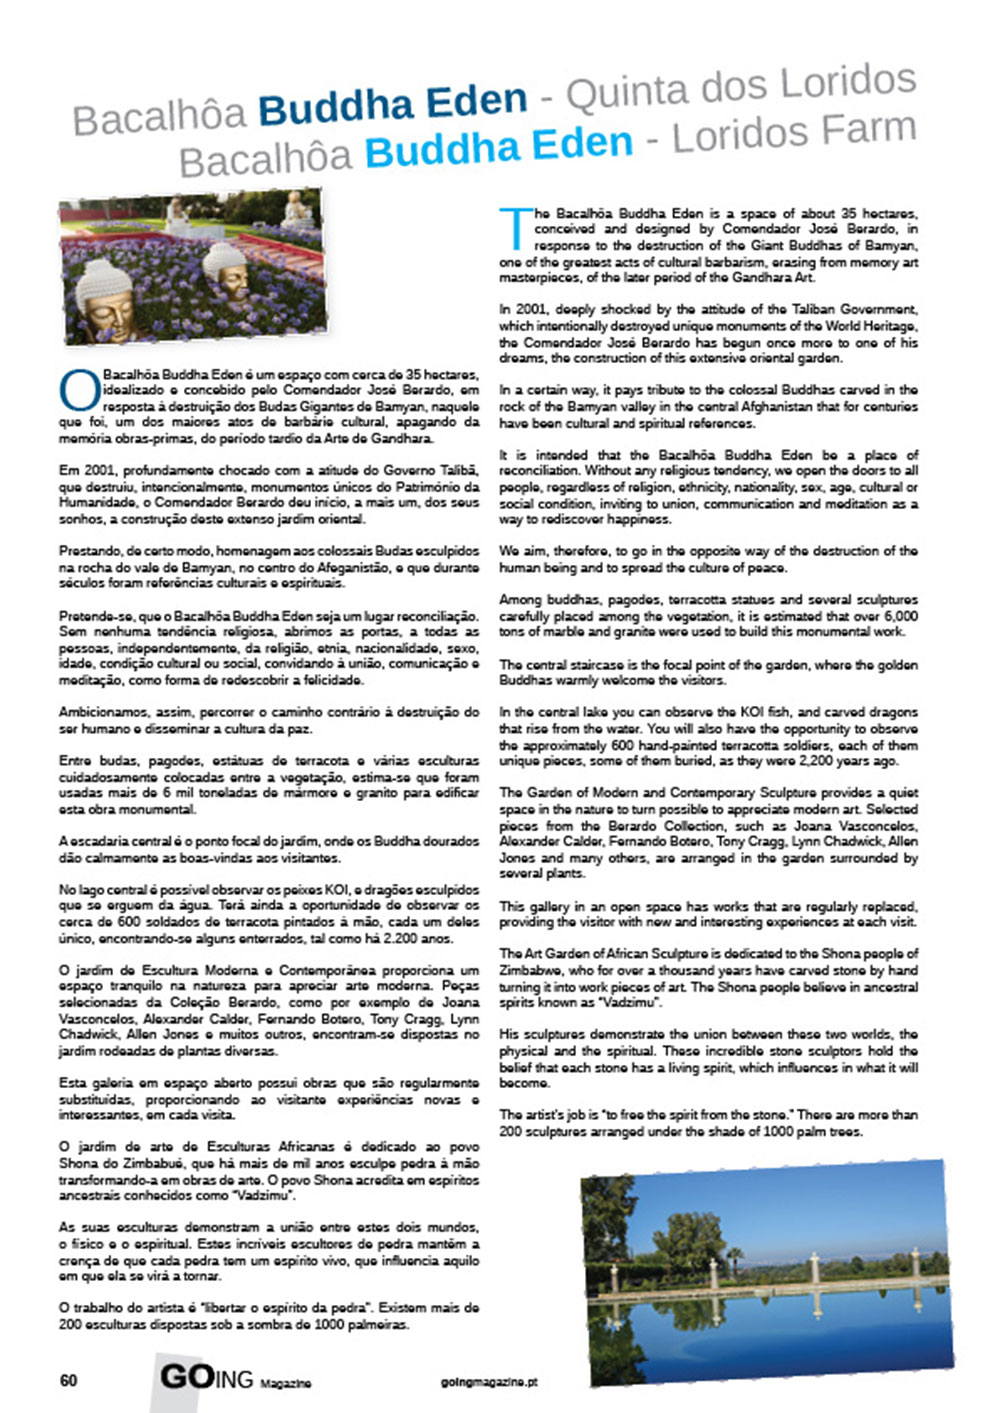 Bacalhôa Buddha Eden - Quinta dos Loridos
Bacalhôa Buddha Eden - Loridos Farm
O Bacalhôa Buddha Eden é um espaço com cerca de 35 hectares,
idealizado e concebido pelo Comendador José Berardo, em
resposta à destruição dos Budas Gigantes de Bamyan, naquele
que foi, um dos maiores atos de barbárie cultural, apagando da
memória obras-primas, do período tardio da Arte de Gandhara.
Em 2001, profundamente chocado com a atitude do Governo Talibã,
que destruiu, intencionalmente, monumentos únicos do Património da
Humanidade, o Comendador Berardo deu início, a mais um, dos seus
sonhos, a construção deste extenso jardim oriental.
Prestando, de certo modo, homenagem aos colossais Budas esculpidos
na rocha do vale de Bamyan, no centro do Afeganistão, e que durante
séculos foram referências culturais e espirituais.
Pretende-se, que o Bacalhôa Buddha Eden seja um lugar reconciliação.
Sem nenhuma tendência religiosa, abrimos as portas, a todas as
pessoas, independentemente, da religião, etnia, nacionalidade, sexo,
idade, condição cultural ou social, convidando à união, comunicação e
meditação, como forma de redescobrir a felicidade.
Ambicionamos, assim, percorrer o caminho contrário à destruição do
ser humano e disseminar a cultura da paz.
Entre budas, pagodes, estátuas de terracota e várias esculturas
cuidadosamente colocadas entre a vegetação, estima-se que foram
usadas mais de 6 mil toneladas de mármore e granito para edificar
esta obra monumental.
A escadaria central é o ponto focal do jardim, onde os Buddha dourados
dão calmamente as boas-vindas aos visitantes.
No lago central é possível observar os peixes KOI, e dragões esculpidos
que se erguem da água. Terá ainda a oportunidade de observar os
cerca de 600 soldados de terracota pintados à mão, cada um deles
único, encontrando-se alguns enterrados, tal como há 2.200 anos.
O jardim de Escultura Moderna e Contemporânea proporciona um
espaço tranquilo na natureza para apreciar arte moderna. Peças
selecionadas da Coleção Berardo, como por exemplo de Joana
Vasconcelos, Alexander Calder, Fernando Botero, Tony Cragg, Lynn
Chadwick, Allen Jones e muitos outros, encontram-se dispostas no
jardim rodeadas de plantas diversas.
Esta galeria em espaço aberto possui obras que são regularmente
substituídas, proporcionando ao visitante experiências novas e
interessantes, em cada visita.
O jardim de arte de Esculturas Africanas é dedicado ao povo
Shona do Zimbabué, que há mais de mil anos esculpe pedra à mão
transformando-a em obras de arte. O povo Shona acredita em espíritos
ancestrais conhecidos como “Vadzimu”.
As suas esculturas demonstram a união entre estes dois mundos,
o físico e o espiritual. Estes incríveis escultores de pedra mantêm a
crença de que cada pedra tem um espírito vivo, que influencia aquilo
em que ela se virá a tornar.
O trabalho do artista é “libertar o espírito da pedra”. Existem mais de
200 esculturas dispostas sob a sombra de 1000 palmeiras.
The Bacalhôa Buddha Eden is a space of about 35 hectares,
conceived and designed by Comendador José Berardo, in
response to the destruction of the Giant Buddhas of Bamyan,
one of the greatest acts of cultural barbarism, erasing from memory art
masterpieces, of the later period of the Gandhara Art.
In 2001, deeply shocked by the attitude of the Taliban Government,
which intentionally destroyed unique monuments of the World Heritage,
the Comendador José Berardo has begun once more to one of his
dreams, the construction of this extensive oriental garden.
In a certain way, it pays tribute to the colossal Buddhas carved in the
rock of the Bamyan valley in the central Afghanistan that for centuries
have been cultural and spiritual references.
It is intended that the Bacalhôa Buddha Eden be a place of
reconciliation. Without any religious tendency, we open the doors to all
people, regardless of religion, ethnicity, nationality, sex, age, cultural or
social condition, inviting to union, communication and meditation as a
way to rediscover happiness.
We aim, therefore, to go in the opposite way of the destruction of the
human being and to spread the culture of peace.
Among buddhas, pagodes, terracotta statues and several sculptures
carefully placed among the vegetation, it is estimated that over 6,000
tons of marble and granite were used to build this monumental work.
The central staircase is the focal point of the garden, where the golden
Buddhas warmly welcome the visitors.
In the central lake you can observe the KOI fish, and carved dragons
that rise from the water. You will also have the opportunity to observe
the approximately 600 hand-painted terracotta soldiers, each of them
unique pieces, some of them buried, as they were 2,200 years ago.
The Garden of Modern and Contemporary Sculpture provides a quiet
space in the nature to turn possible to appreciate modern art. Selected
pieces from the Berardo Collection, such as Joana Vasconcelos,
Alexander Calder, Fernando Botero, Tony Cragg, Lynn Chadwick, Allen
Jones and many others, are arranged in the garden surrounded by
several plants.
This gallery in an open space has works that are regularly replaced,
providing the visitor with new and interesting experiences at each visit.
The Art Garden of African Sculpture is dedicated to the Shona people of
Zimbabwe, who for over a thousand years have carved stone by hand
turning it into work pieces of art. The Shona people believe in ancestral
spirits known as “Vadzimu”.
His sculptures demonstrate the union between these two worlds, the
physical and the spiritual. These incredible stone sculptors hold the
belief that each stone has a living spirit, which influences in what it will
become.
The artist’s job is “to free the spirit from the stone.” There are more than
200 sculptures arranged under the shade of 1000 palm trees.
60
GOING Magazine
goingmagazine.pt